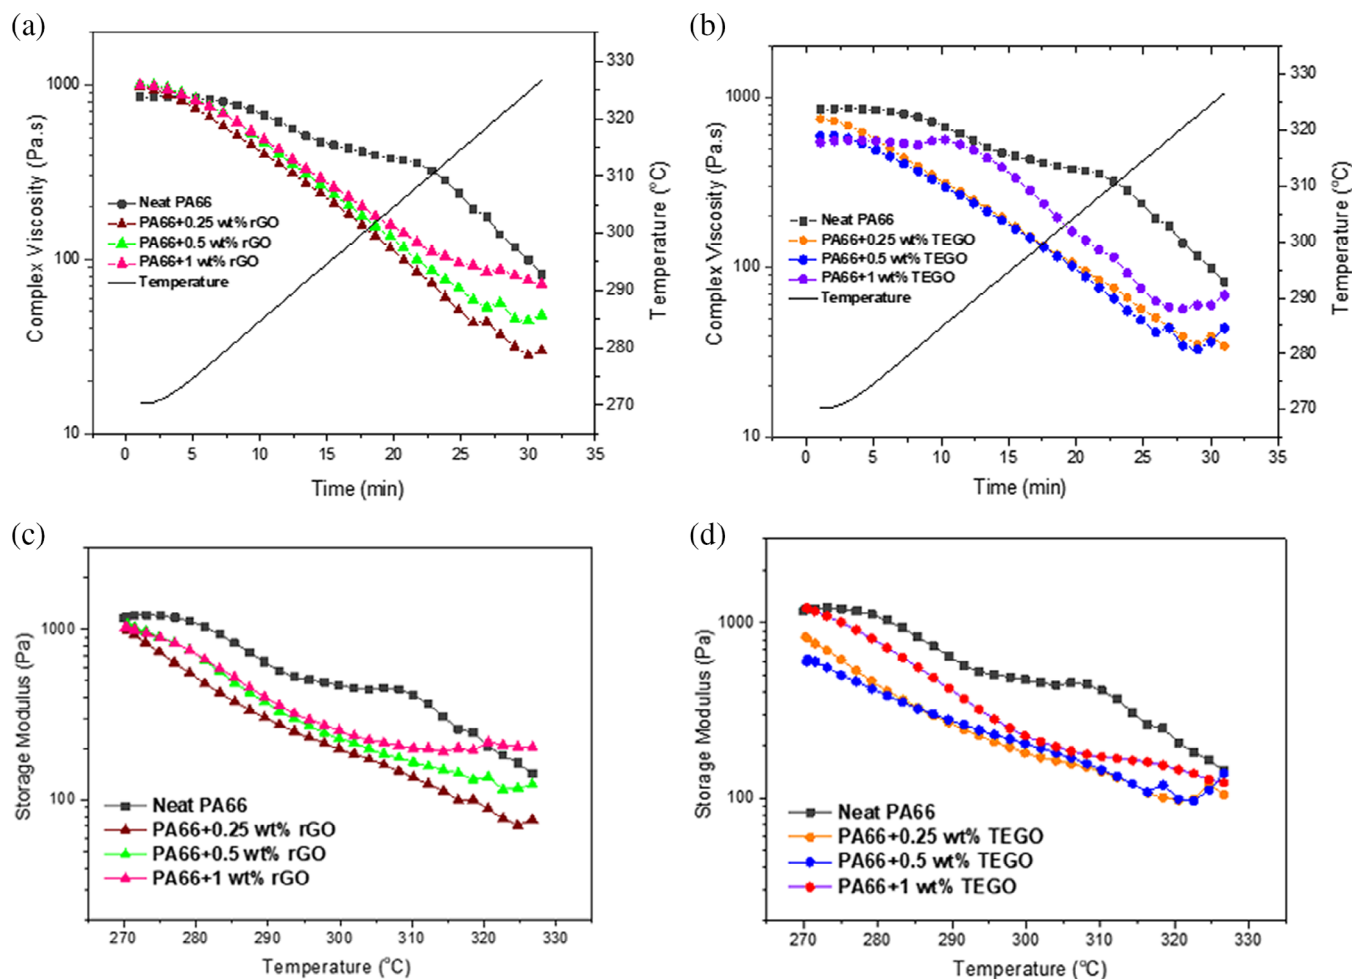 (a)
1000
100
10
Complex Viscosity (Pa.s)
Neat PA66
PA66+0.25 wt% rGO
PA66+0.5 wt% rGO
PA66+1 wt% rGO
Temperature
330
320
310
300
290
280
270
Temperature (°C)
0 5 10 15 20 25 30 35
Time (min)
(b)
1000
100
10
Complex Viscosity (Pa.s)
Neat PA66
PA66+0.25 wt% TEGO
PA66+0.5 wt% TEGO
PA66+1 wt% TEGO
Temperature
330
320
310
300
290
280
270
Temperature (°C)
0 5 10 15 20 25 30 35
Time (min)
(c)
1000
100
Storage Modulus (Pa)
Neat PA66
PA66+0.25 wt% rGO
PA66+0.5 wt% rGO
PA66+1 wt% rGO
270 280 290 300 310 320 330
Temperature (°C)
(d)
1000
100
Storage Modulus (Pa)
Neat PA66
PA66+0.25 wt% TEGO
PA66+0.5 wt% TEGO
PA66+1 wt% TEGO
270 280 290 300 310 320 330
Temperature (°C)